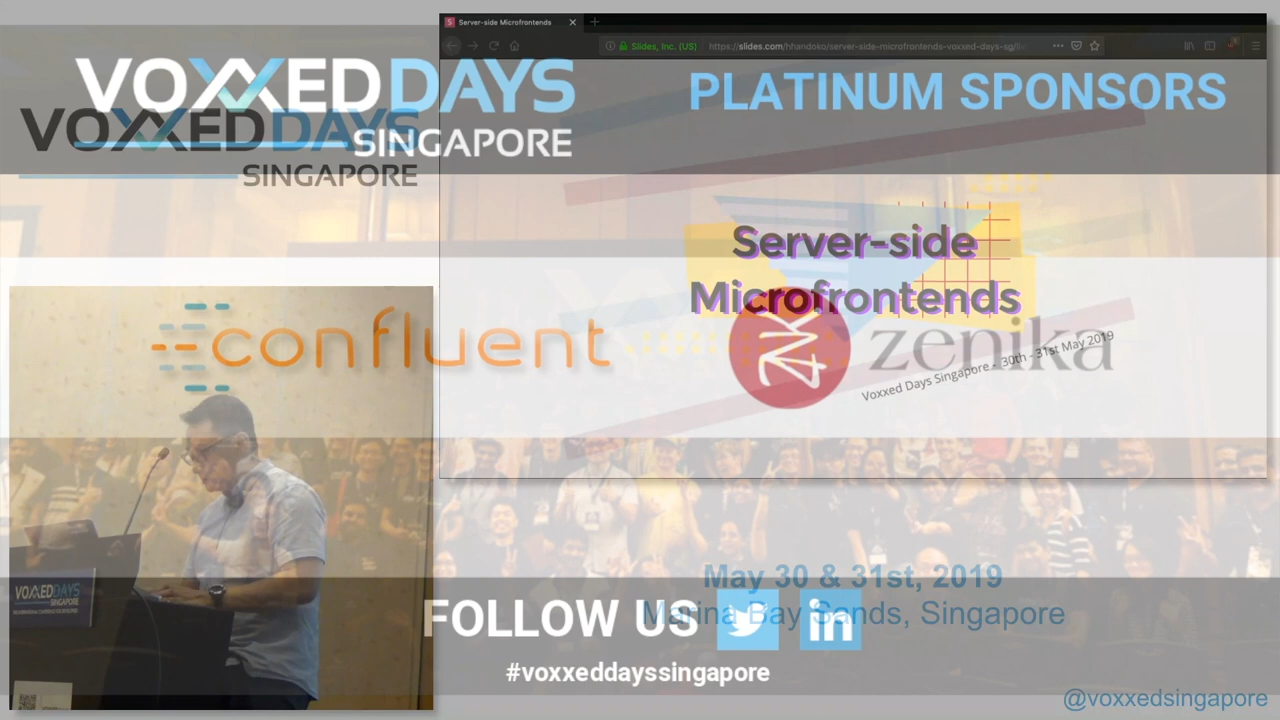 Server-side Microfrontends
Slides, Inc. (US)
https://slides.com/hhandoko/server-side-microfrontends-voxxed-days-sg/
VOXXED DAYS
SINGAPORE
VOXXED DAYS
SINGAPORE
PLATINUM SPONSORS
Server-side
Microfrontends
confluent
zenika
Voxxed Days Singapore • 30th - 31st May 2019
VOXXED DAYS
SINGAPORE
May 30 & 31st, 2019
Marina Bay Sands, Singapore
FOLLOW US
in
#voxxeddayssingapore
@voxxedsingapore